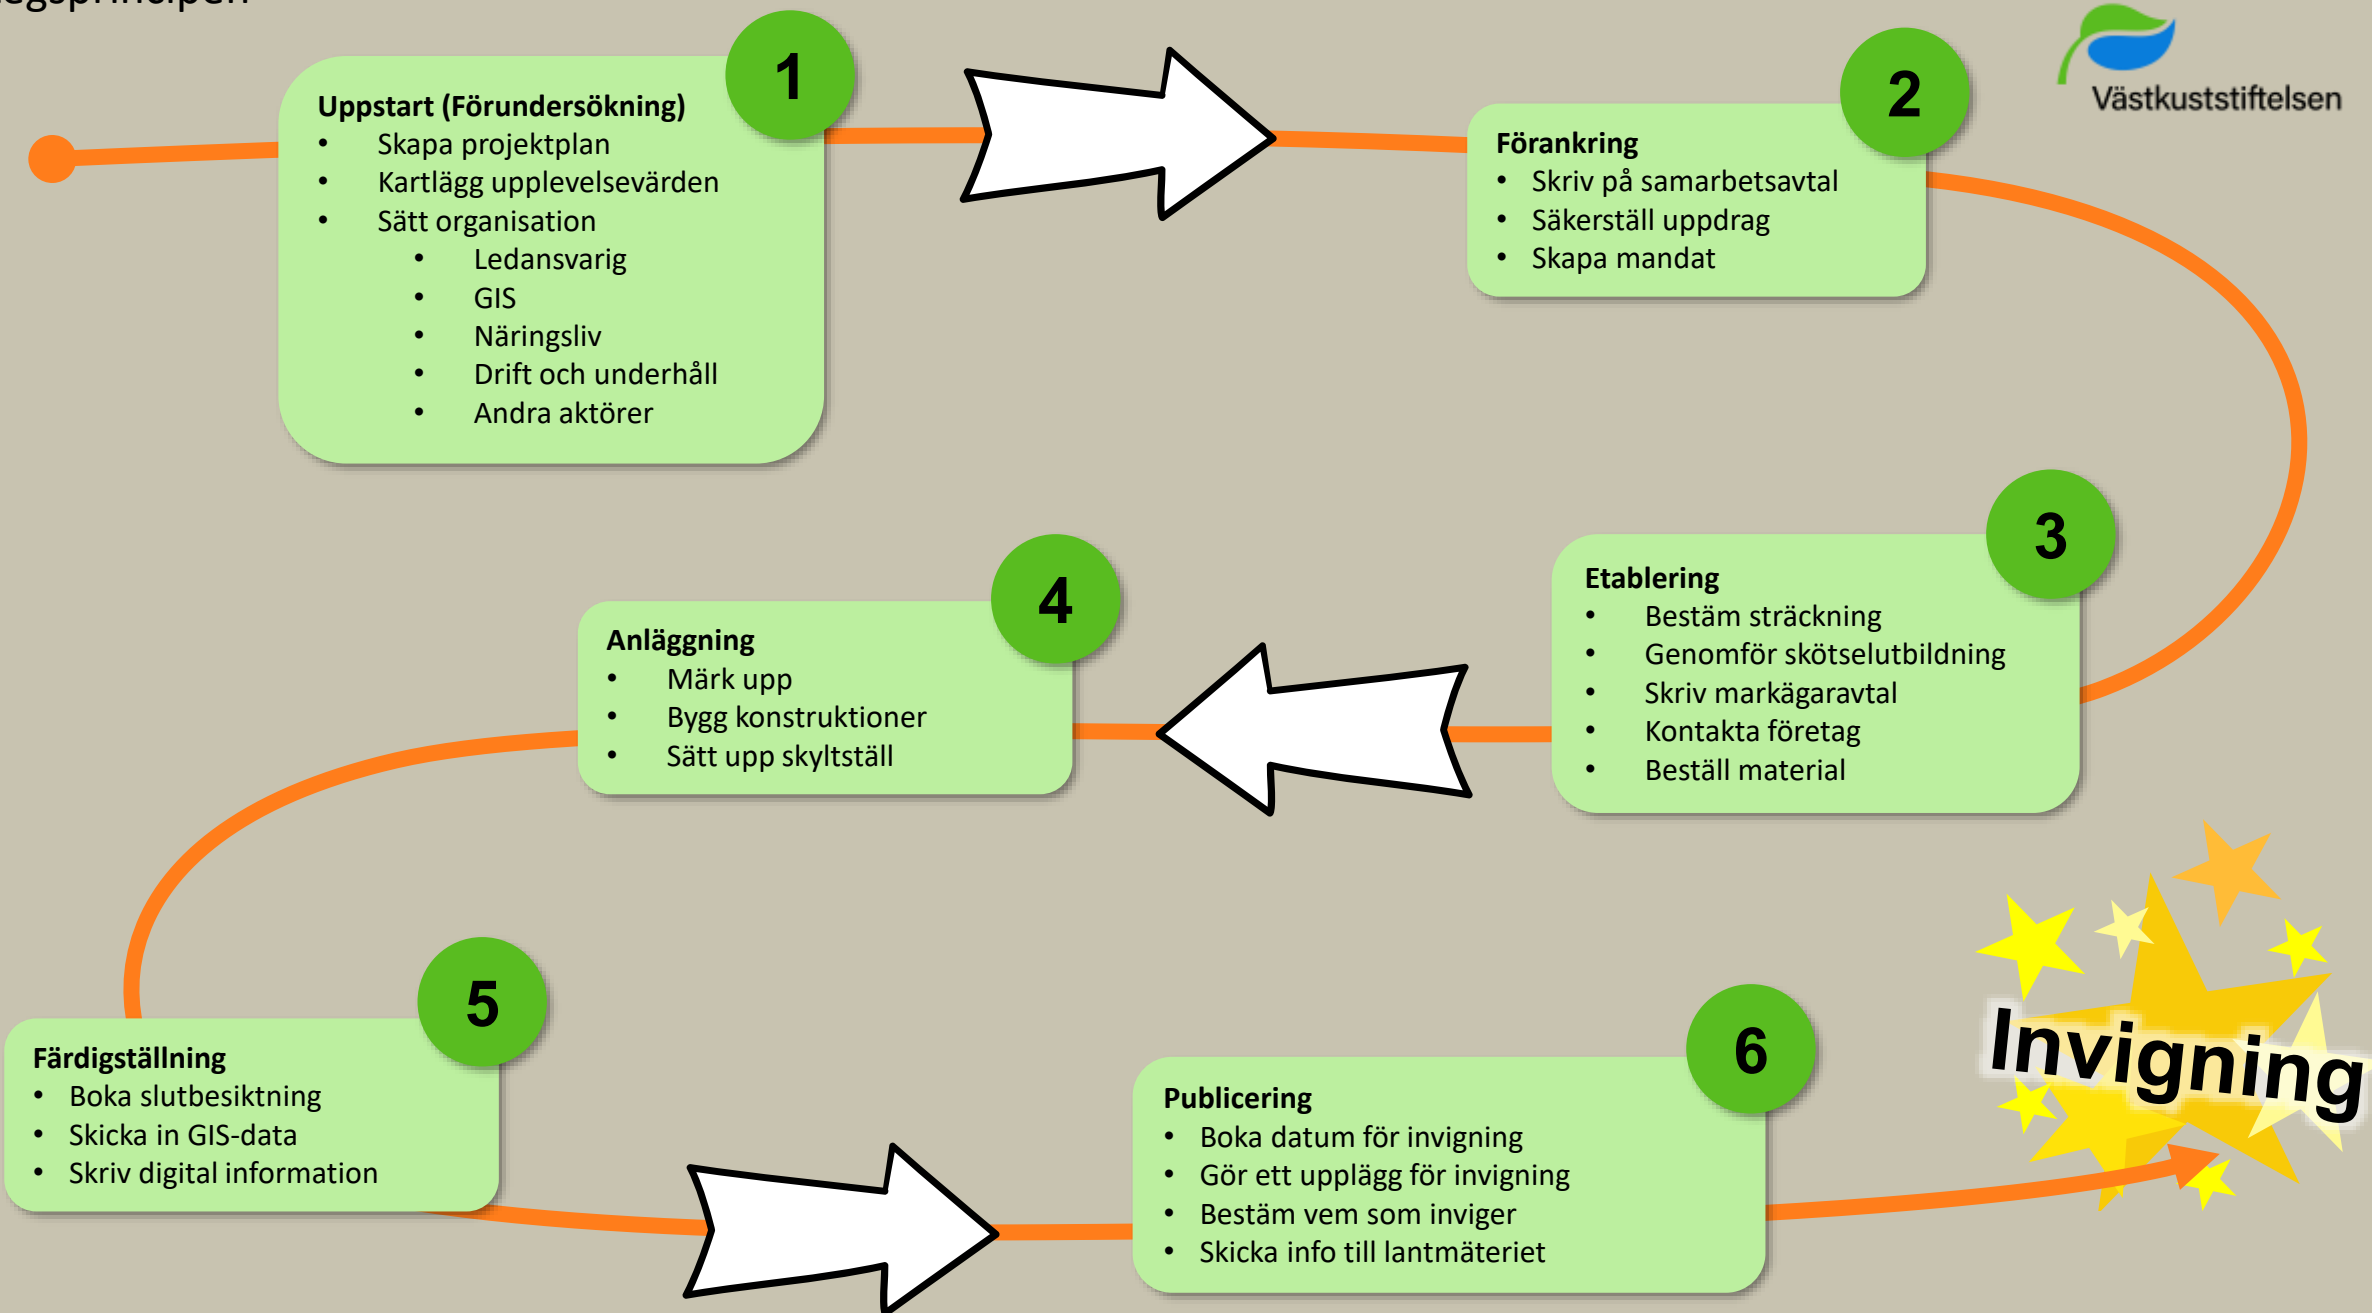 1
Uppstart (Förundersökning)
• Skapa projektplan
• Kartlägg upplevelsevärden
• Sätt organisation
• Ledansvarig
• GIS
• Näringsliv
• Drift och underhåll
• Andra aktörer
2
Förankring
• Skriv på samarbetsavtal
• Säkerställ uppdrag
• Skapa mandat
Västkuststiftelsen
3
Etablering
• Bestäm sträckning
• Genomför skötselutbildning
• Skriv markägaravtal
• Kontakta företag
• Beställ material
4
Anläggning
• Märk upp
• Bygg konstruktioner
• Sätt upp skyltställ
5
Färdigställning
• Boka slutbesiktning
• Skicka in GIS-data
• Skriv digital information
6
Publicering
• Boka datum för invigning
• Gör ett upplägg för invigning
• Bestäm vem som inviger
• Skicka info till lantmäteriet
Invigning